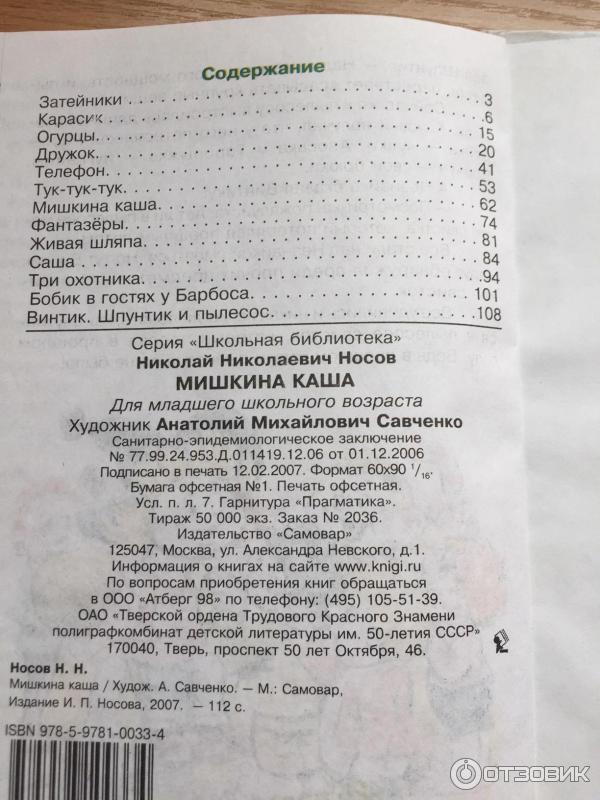 Содержание
Затейники . . . . . . . . . . . . . . . . . . . . . . . . . . . . . . 3
Карасик . . . . . . . . . . . . . . . . . . . . . . . . . . . . . . 6
Огурцы. . . . . . . . . . . . . . . . . . . . . . . . . . . . . . 15
Дружок. . . . . . . . . . . . . . . . . . . . . . . . . . . . . . 20
Телефон . . . . . . . . . . . . . . . . . . . . . . . . . . . . . . 41
Тук-тук-тук. . . . . . . . . . . . . . . . . . . . . . . . . . . . 53
Мишкина каша. . . . . . . . . . . . . . . . . . . . . . . . . . 62
Фантазёры. . . . . . . . . . . . . . . . . . . . . . . . . . . . 74
Живая шляпа. . . . . . . . . . . . . . . . . . . . . . . . . . 81
Саша . . . . . . . . . . . . . . . . . . . . . . . . . . . . . . 84
Три охотника. . . . . . . . . . . . . . . . . . . . . . . . . . 94
Бобик в гостях у Барбоса. . . . . . . . . . . . . . . . . . 101
Винтик. Шпунтик и пылесос. . . . . . . . . . . . . . . . 108
Серия «Школьная библиотека»
Николай Николаевич Носов
МИШКИНА КАША
Для младшего школьного возраста
Художник Анатолий Михайлович Савченко
Санитарно-эпидемиологическое заключение
№ 77.99.24.953.Д.011419.12.06 от 01.12.2006
Подписано в печать 12.02.2007. Формат 60х90 1/16.
Бумага офсетная №1. Печать офсетная.
Усл. п. л. 7. Гарнитура «Прагматика».
Тираж 50 000 экз. Заказ № 2036.
Издательство «Самовар»
125047, Москва, ул. Александра Невского, д.1.
Информация о книгах на сайте www.knigi.ru
По вопросам приобретения книг обращаться
в ООО «Атберг 98» по телефону: (495) 105-51-39.
ОАО «Тверской ордена Трудового Красного Знамени
полиграфкомбинат детской литературы им. 50-летия СССР»
170040, Тверь, проспект 50 лет Октября, 46.
Носов Н. Н.
Мишкина каша / Худож. А. Савченко. — М.: Самовар,
Издание И. П. Носова, 2007. — 112 с.
ISBN 978-5-9781-0033-4
ОТЗОВИК